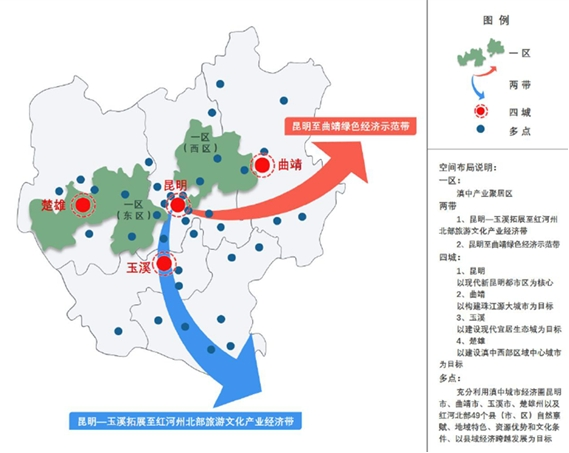 昆明至曲靖绿色经济示范带
一区
(西区)
曲靖
昆明
楚雄
一区
(东区)
玉溪
昆明—玉溪拓展至红河州北部旅游文化产业经济带
图例
一区
两带
四城
多点
空间布局说明：
一区：
滇中产业聚居区
两带
1、昆明—玉溪拓展至红河州
北部旅游文化产业经济带
2、昆明至曲靖绿色经济示范带
四城：
1、昆明
以现代新昆明都市区为核心
2、曲靖
以构建珠江源大城市为目标
3、玉溪
以建设现代宜居生态城为目标
4、楚雄
以建设滇中西部区域中心城市
为目标
多点：
充分利用滇中城市经济圈昆明
市、曲靖市、玉溪市、楚雄州以及
红河北部49个县（市、区）自然禀
赋、地域特色、资源优势和文化条
件、以县域经济跨越发展为目标